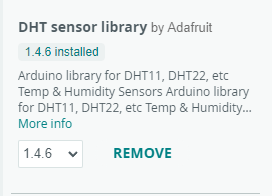 DHT sensor library by Adafruit
1.4.6 installed
Arduino library for DHT11, DHT22, etc
Temp & Humidity Sensors Arduino library
for DHT11, DHT22, etc Temp & Humidity...
More info
1.4.6 REMOVE